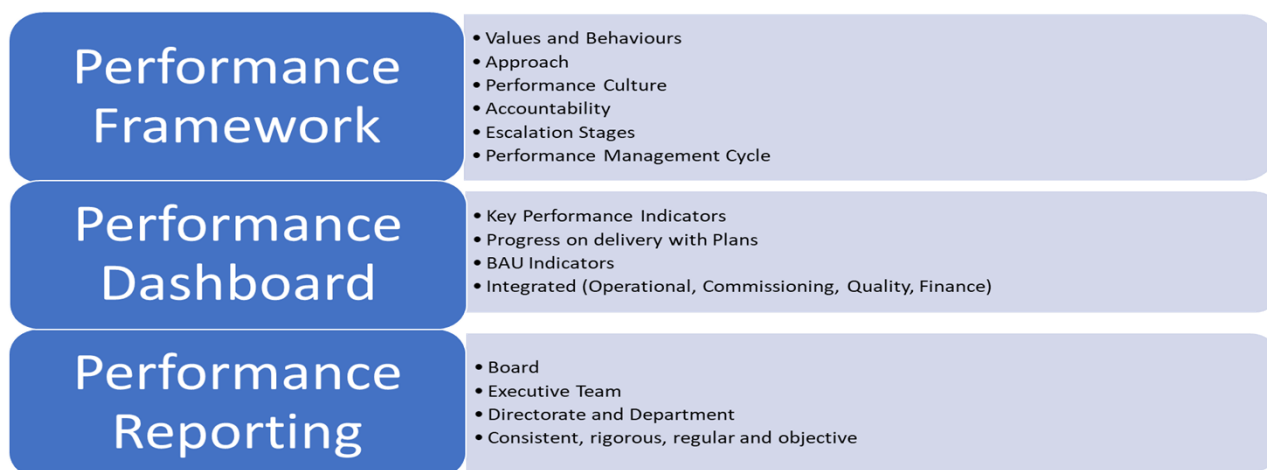 Performance
Framework
• Values and Behaviours
• Approach
• Performance Culture
• Accountability
• Escalation Stages
• Performance Management Cycle
Performance
Dashboard
• Key Performance Indicators
• Progress on delivery with Plans
• BAU Indicators
• Integrated (Operational, Commissioning, Quality, Finance)
Performance
Reporting
• Board
• Executive Team
• Directorate and Department
• Consistent, rigorous, regular and objective